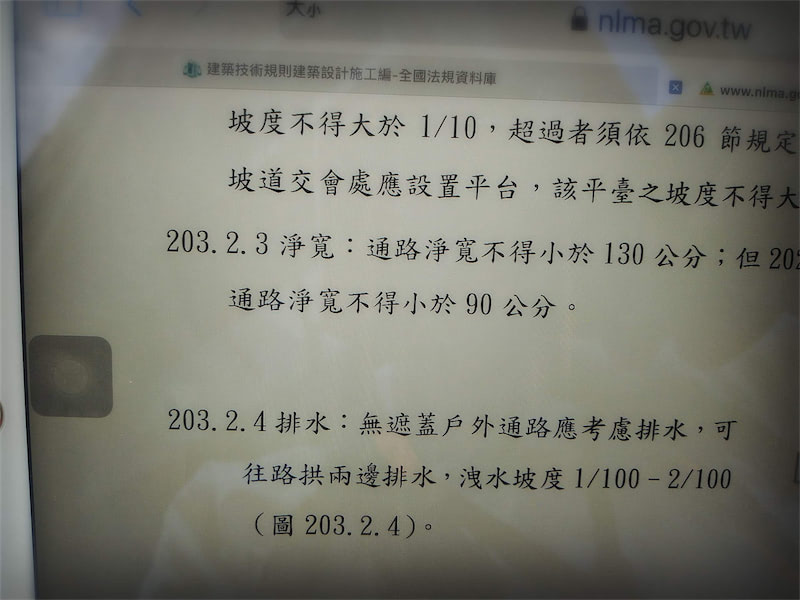 大小
nlma.gov.tw
建築技術規則建築設計施工編-全國法規資料庫
www.nlma.g
坡度不得大於 1/10,超過者須依 206 節規定
坡道交會處應設置平台,該平臺之坡度不得大
203.2.3 淨寬:通路淨寬不得小於 130 公分;但 202
通路淨寬不得小於 90 公分。
203.2.4 排水:無遮蓋戶外通路應考慮排水,可
往路拱兩邊排水,洩水坡度 1/100-2/100
(圖 203.2.4)。